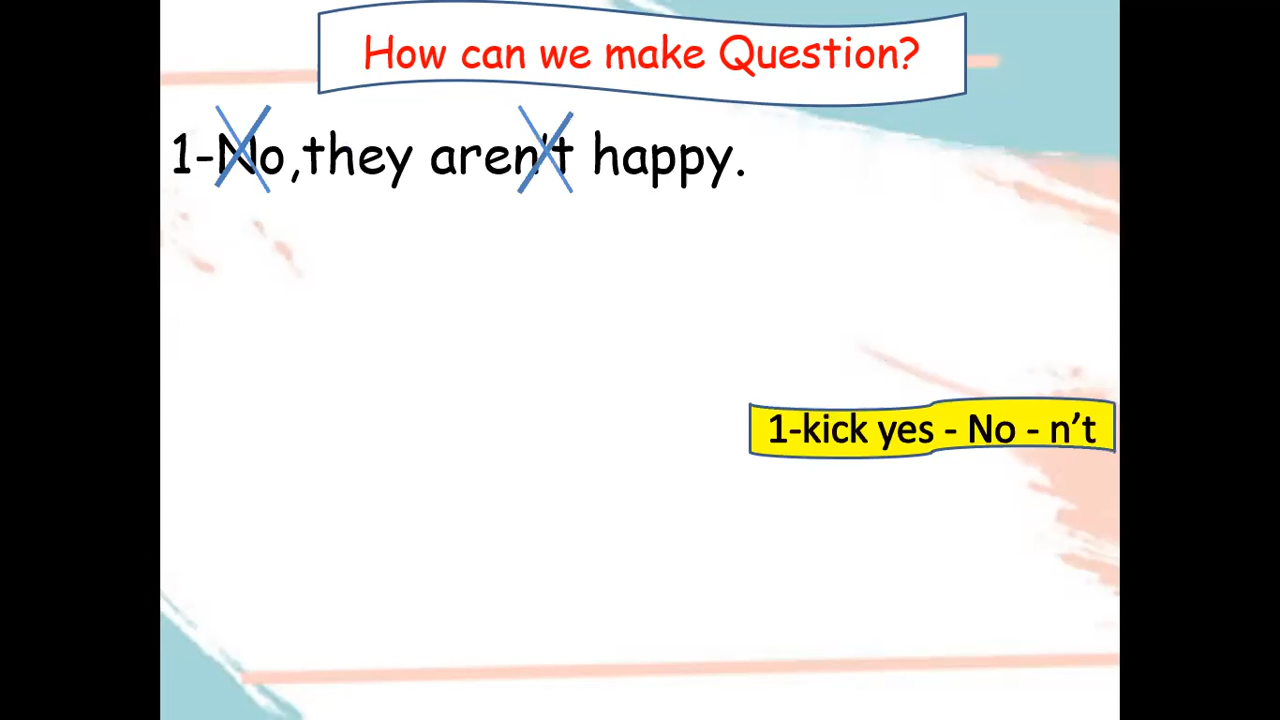 How can we make Question?
1-No,they aren't happy.
1-kick yes - No - n’t